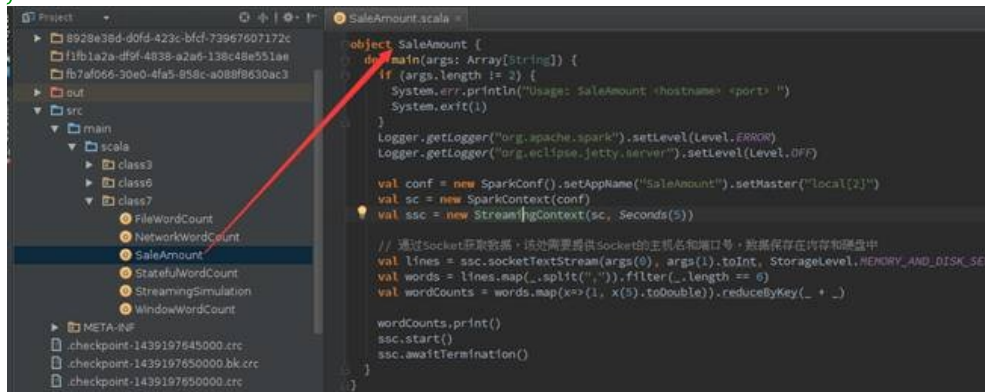 Project
SaleAmount.scala
8928e38d-d0fd-423c-bfcf-73967607172c
f1fb1a2a-df9f-4838-a2a6-138c48e551ae
fb7af066-30e0-4fa5-858c-a088f8630ac3
out
src
main
scala
class3
class6
class7
FileWordCount
NetworkWordCount
SaleAmount
StatefulWordCount
StreamingSimulation
WindowWordCount
META-INF
.checkpoint-1439197645000.crc
.checkpoint-1439197650000.bk.crc
.checkpoint-1439197650000.crc
object SaleAmount {
def main(args: Array[String]) {
if (args.length != 2) {
System.err.println("Usage: SaleAmount <hostname> <port> ")
System.exit(1)
}
Logger.getLogger("org.apache.spark").setLevel(Level.ERROR)
Logger.getLogger("org.eclipse.jetty.server").setLevel(Level.OFF)
val conf = new SparkConf().setAppName("SaleAmount").setMaster("local[2]")
val sc = new SparkContext(conf)
val ssc = new StreamingContext(sc, Seconds(5))
// 通过Socket获取数据，该处需要提供Socket的主机名和端口号，数据保存在内存和硬盘中
val lines = ssc.socketTextStream(args(0), args(1).toInt, StorageLevel.MEMORY_AND_DISK_SE
val words = lines.map(_.split(",")).filter(_.length == 6)
val wordCounts = words.map(x=>(1, x(5).toDouble)).reduceByKey(_ + _)
wordCounts.print()
ssc.start()
ssc.awaitTermination()
}
}